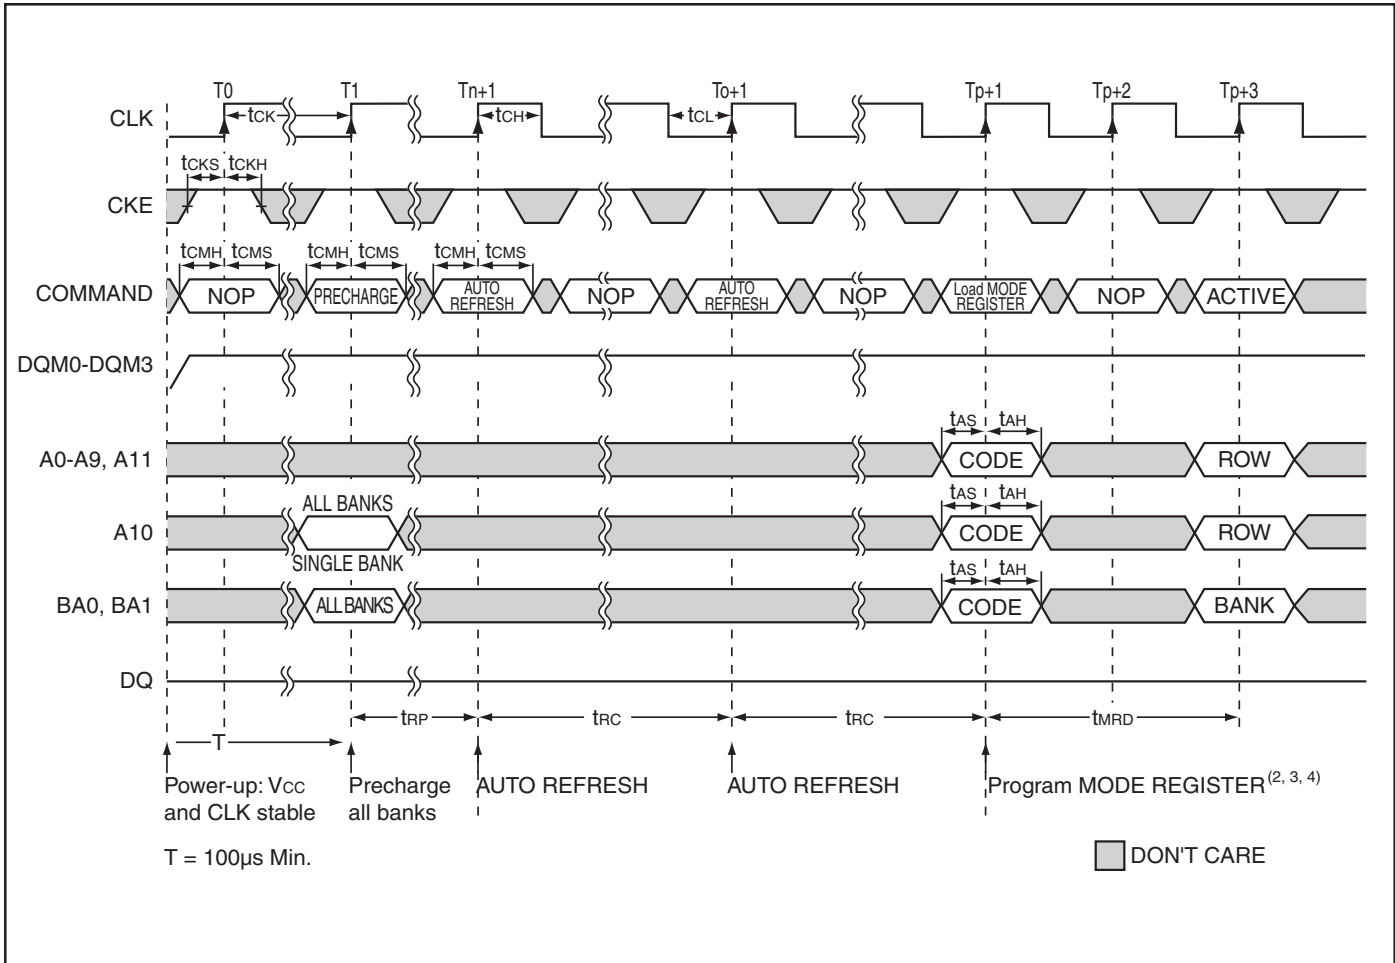 T0 T1 Tn+1 To+1 Tp+1 Tp+2 Tp+3
CLK tCK tCH tCL
tCKS tCKH
CKE
tCMH tCMS tCMH tCMS tCMH tCMS
COMMAND NOP PRECHARGE AUTO REFRESH NOP AUTO REFRESH NOP Load MODE REGISTER NOP ACTIVE
DQM0-DQM3
tAS tAH
A0-A9, A11 CODE ROW
ALL BANKS tAS tAH
A10 CODE ROW
SINGLE BANK tAS tAH
BA0, BA1 ALL BANKS CODE BANK
DQ
tRP tRC tRC tMRD
T
Power-up: VCC Precharge AUTO REFRESH AUTO REFRESH Program MODE REGISTER(2, 3, 4)
and CLK stable all banks
T = 100µs Min. DON'T CARE